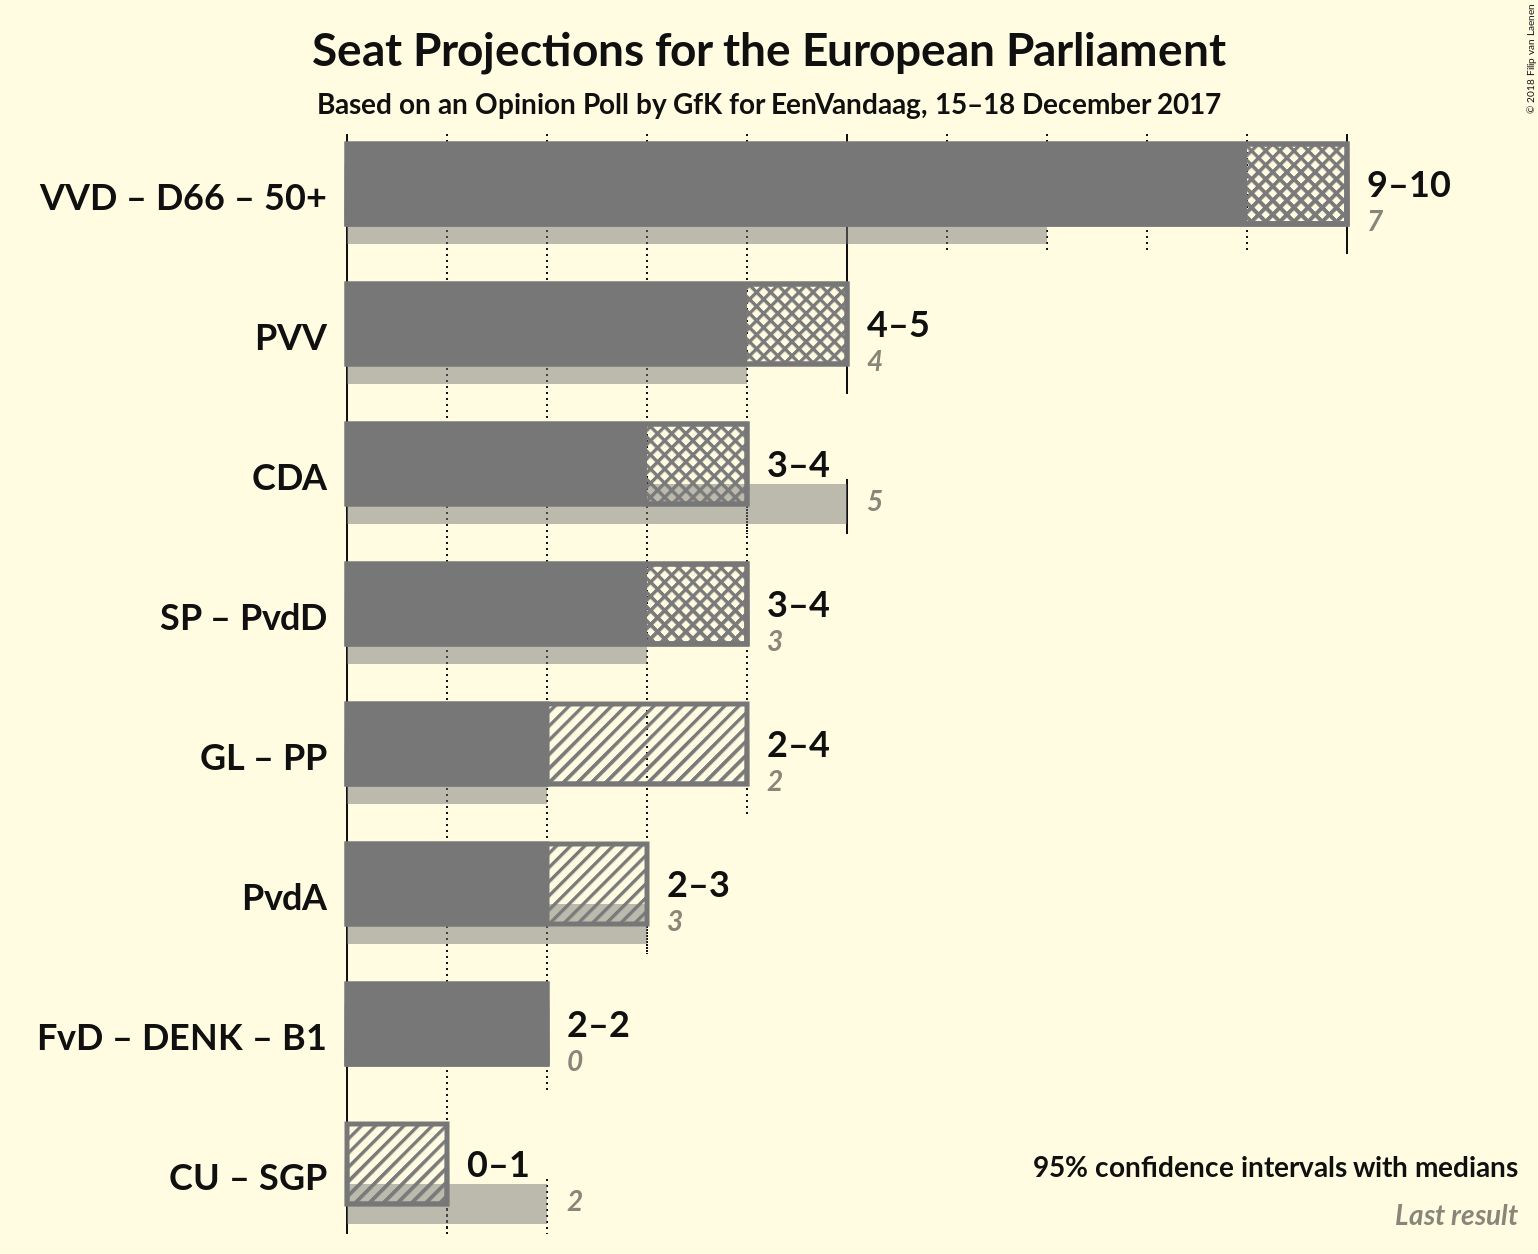 Seat Projections for the European Parliament
Based on an Opinion Poll by GfK for EenVandaag, 15–18 December 2017
© 2018 Filip van Laenen
VVD – D66 – 50+
9–10
7
PVV
4–5
4
CDA
3–4
5
SP – PvdD
3–4
3
GL – PP
2–4
2
PvdA
2–3
3
FvD – DENK – B1
2–2
0
CU – SGP
0–1
2
95% confidence intervals with medians
Last result